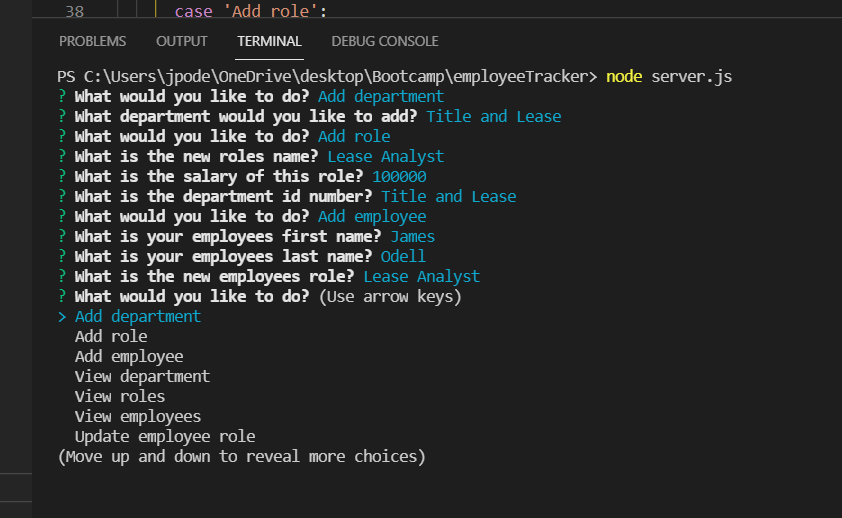 38 case 'Add role':
PROBLEMS OUTPUT TERMINAL DEBUG CONSOLE
PS C:\Users\jpode\OneDrive\desktop\Bootcamp\employeeTracker> node server.js
? What would you like to do? Add department
? What department would you like to add? Title and Lease
? What would you like to do? Add role
? What is the new roles name? Lease Analyst
? What is the salary of this role? 100000
? What is the department id number? Title and Lease
? What would you like to do? Add employee
? What is your employees first name? James
? What is your employees last name? Odell
? What is the new employees role? Lease Analyst
? What would you like to do? (Use arrow keys)
> Add department
Add role
Add employee
View department
View roles
View employees
Update employee role
(Move up and down to reveal more choices)